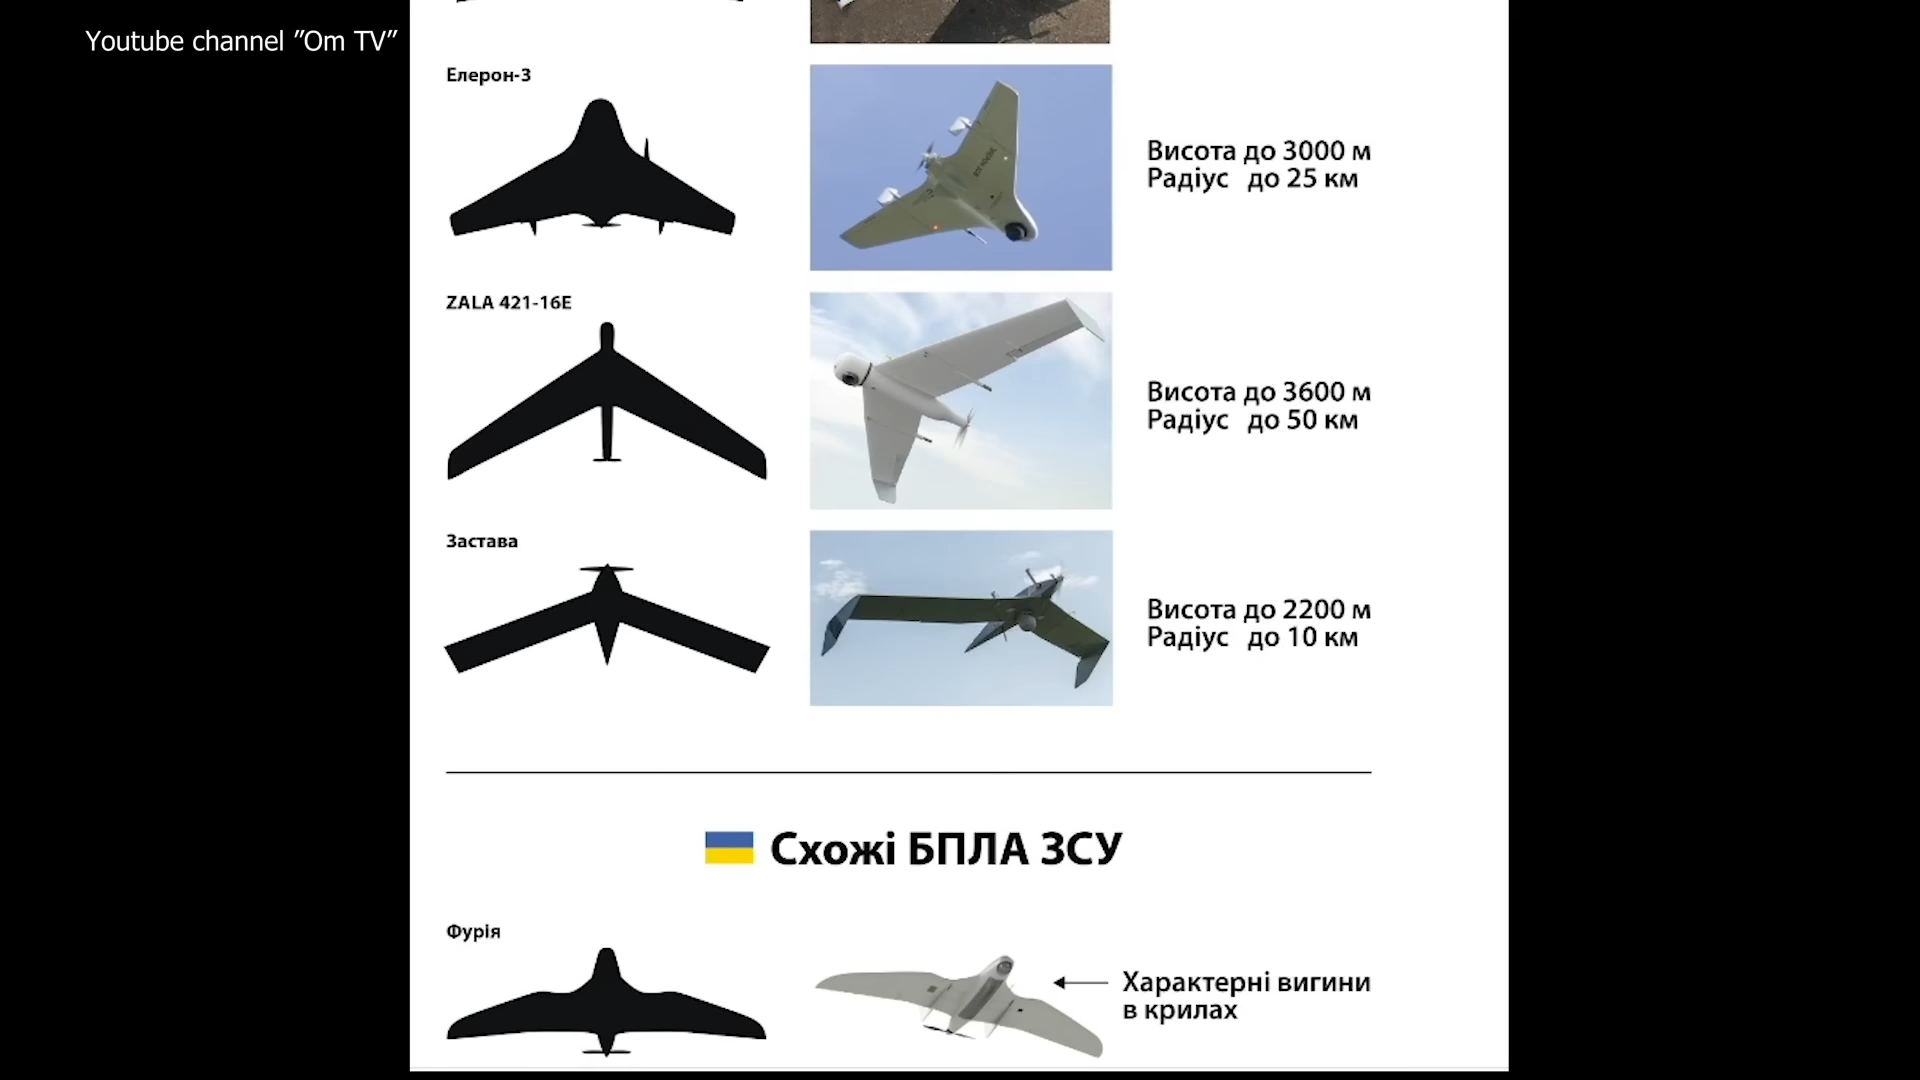 Youtube channel ”Om TV”
Елерон-3
Висота до 3000 м
Радіус до 25 км
ZALA 421-16E
Висота до 3600 м
Радіус до 50 км
Застава
Висота до 2200 м
Радіус до 10 км
Схожі БПЛА ЗСУ
Фурія
Характерні вигини
в крилах